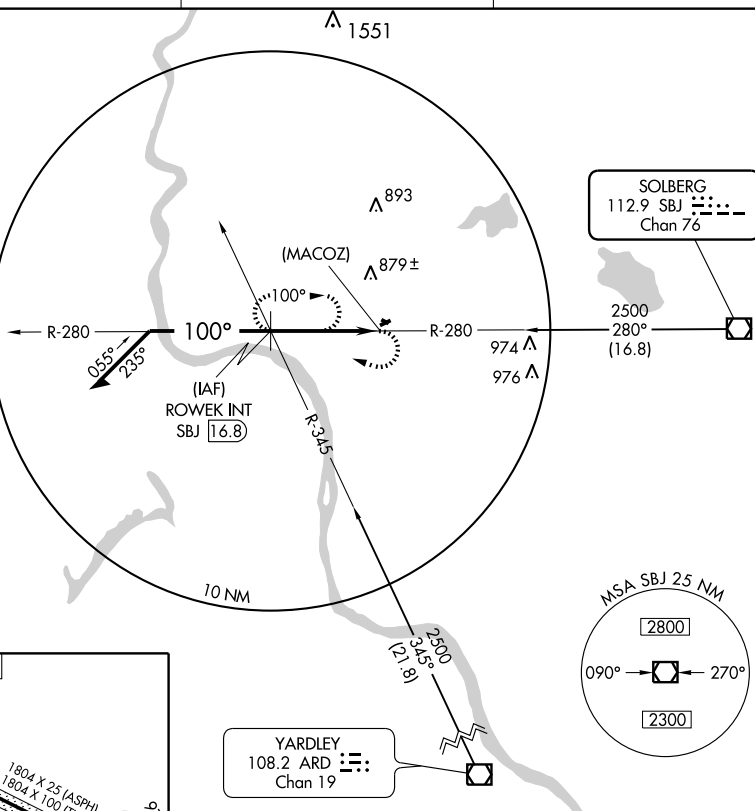 1551
893
SOLBERG
112.9 SBJ
Chan 76
(MACOZ)
879±
100°
2500
280°
(16.8)
R-280
100°
R-280
974
976
055°
235°
(IAF)
ROWEK INT
SBJ 16.8
R-345
10 NM
MSA SBJ 25 NM
2800
090°
270°
2300
2500
345°
(21.8)
YARDLEY
108.2 ARD
Chan 19
1804 X 25 (ASPH)